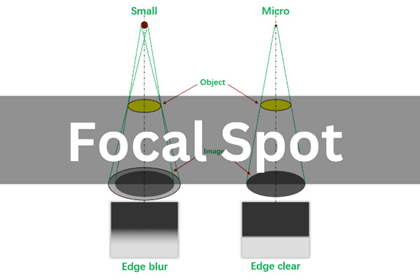 Small
Micro
Object
Focal Spot
Image
Edge blur
Edge clear